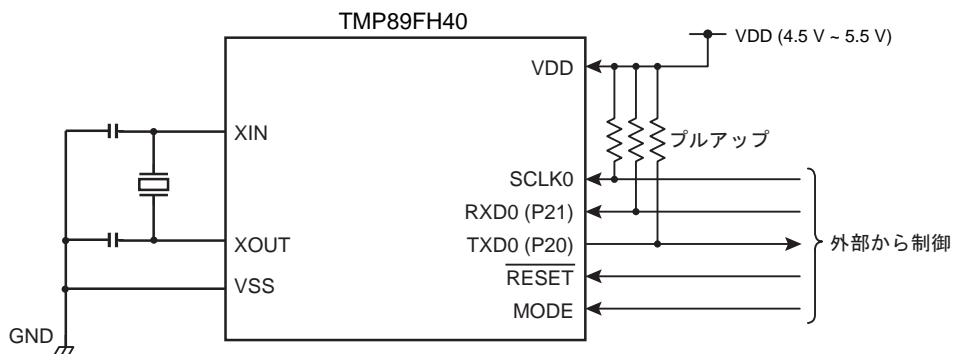 TMP89FH40
VDD (4.5 V ~ 5.5 V)
VDD
XIN
プルアップ
SCLK0
RXD0 (P21)
TXD0 (P20)
外部から制御
XOUT
RESET
VSS
MODE
GND